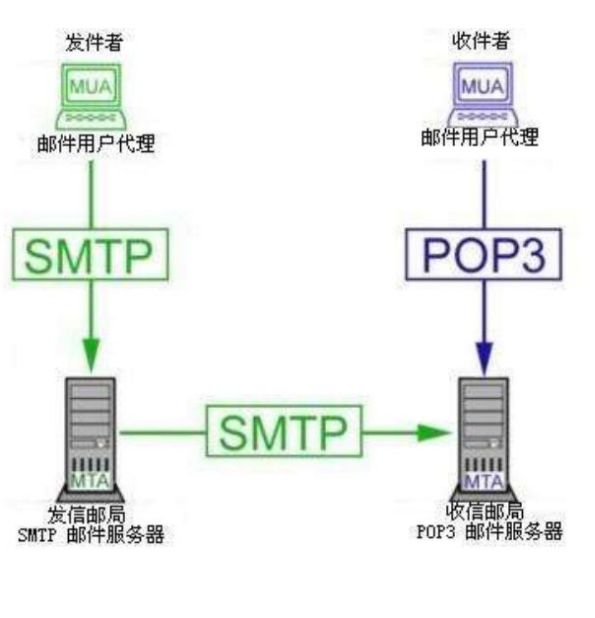 发件者
收件者
MUA
MUA
邮件用户代理
邮件用户代理
SMTP
POP3
SMTP
MTA
MTA
发信邮局
收信邮局
SMTP 邮件服务器
POP3 邮件服务器